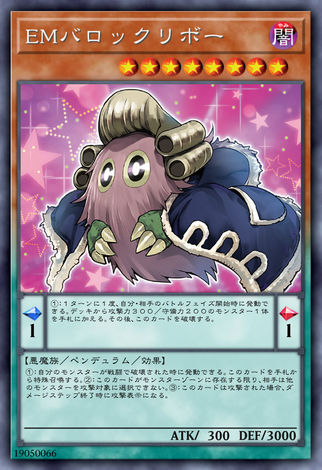 EMバロックリボー
やみ
闇
①：１ターンに１度、自分・相手のバトルフェイズ開始時に発動できる。デッキから攻撃力３００／守備力２００のモンスター１体を手札に加える。その後、このカードを破壊する。
1
1
【悪魔族／ペンデュラム／効果】
①：自分のモンスターが戦闘で破壊された時に発動できる。このカードを手札から特殊召喚する。②：このカードがモンスターゾーンに存在する限り、相手は他のモンスターを攻撃対象に選択できない。③：このカードは攻撃された場合、ダメージステップ終了時に攻撃表示になる。
ATK/ 300 DEF/3000
19050066